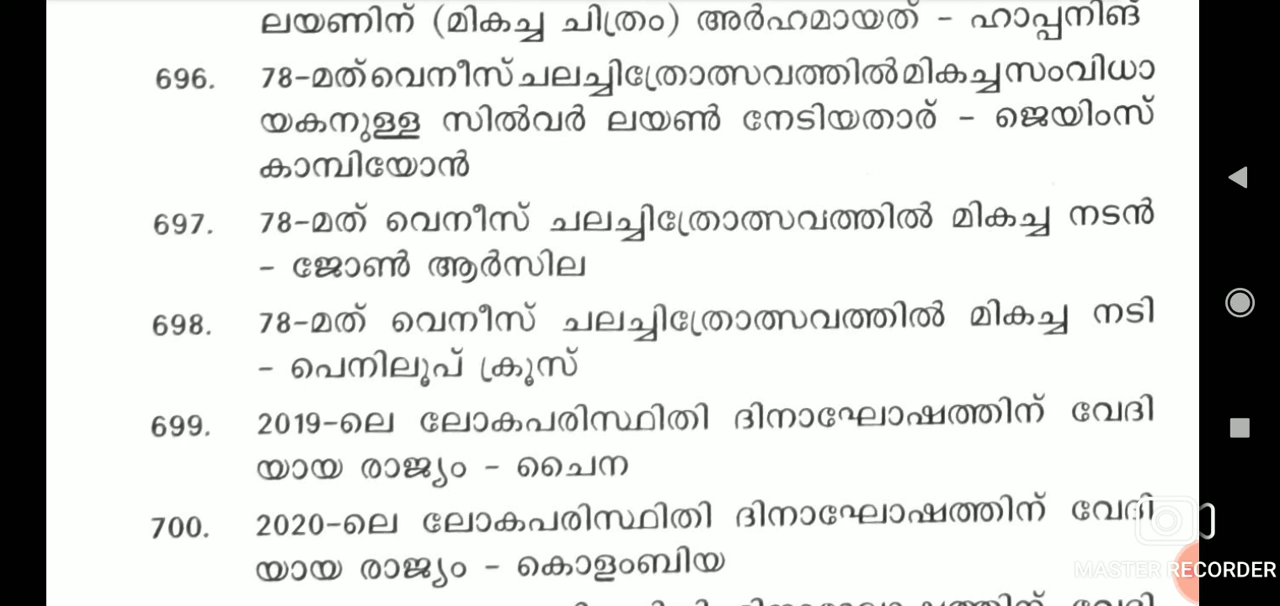 ലയണിന് (മികച്ച ചിത്രം) അർഹമായത് - ഹാപ്പനിങ്
696. 78-മത് വെനീസ് ചലച്ചിത്രോത്സവത്തിൽ മികച്ച സംവിധാ
യകനുള്ള സിൽവർ ലയൺ നേടിയതാര് - ജെയിംസ്
കാമ്പിയോൻ
697. 78-മത് വെനീസ് ചലച്ചിത്രോത്സവത്തിൽ മികച്ച നടൻ
- ജോൺ ആർസില
698. 78-മത് വെനീസ് ചലച്ചിത്രോത്സവത്തിൽ മികച്ച നടി
- പെനിലൂപ് ക്രൂസ്
699. 2019-ലെ ലോകപരിസ്ഥിതി ദിനാഘോഷത്തിന് വേദി
യായ രാജ്യം - ചൈന
700. 2020-ലെ ലോകപരിസ്ഥിതി ദിനാഘോഷത്തിന് വേദി
യായ രാജ്യം - കൊളംബിയ
MASTER RECORDER